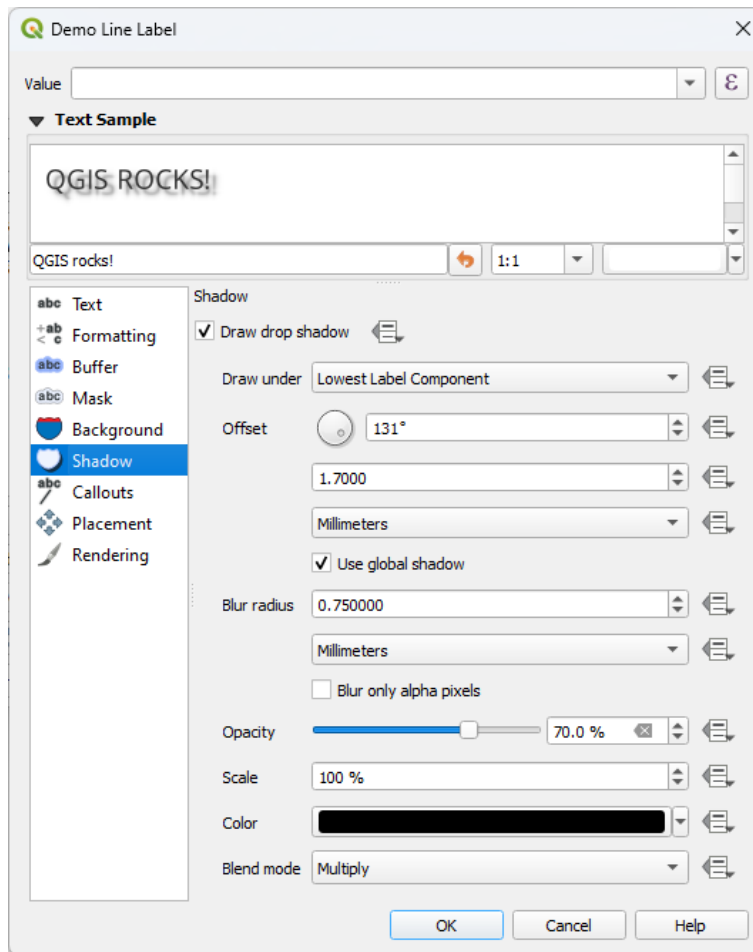 Demo Line Label
Value
ε
Text Sample
QGIS ROCKS!
QGIS rocks!
1:1
abc Text
+ab < c Formatting
abc Buffer
abc Mask
Background
Shadow
abc Callouts
Placement
Rendering
Shadow
Draw drop shadow
Draw under Lowest Label Component
Offset 131°
1.7000
Millimeters
Use global shadow
Blur radius 0.750000
Millimeters
Blur only alpha pixels
Opacity 70.0 %
Scale 100 %
Color
Blend mode Multiply
OK Cancel Help